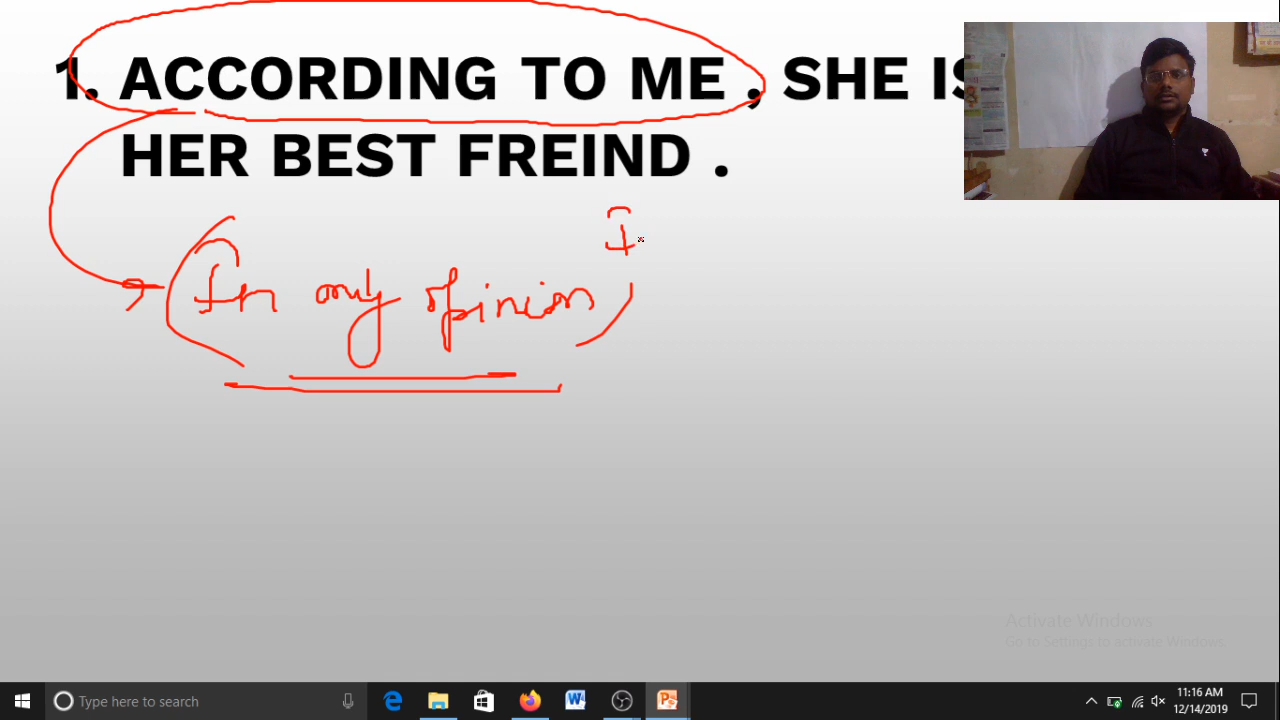 1. ACCORDING TO ME , SHE IS
HER BEST FREIND .
I
In my opinion
Activate Windows
Go to Settings to activate Windows.
Type here to search
11:16 AM
12/14/2019